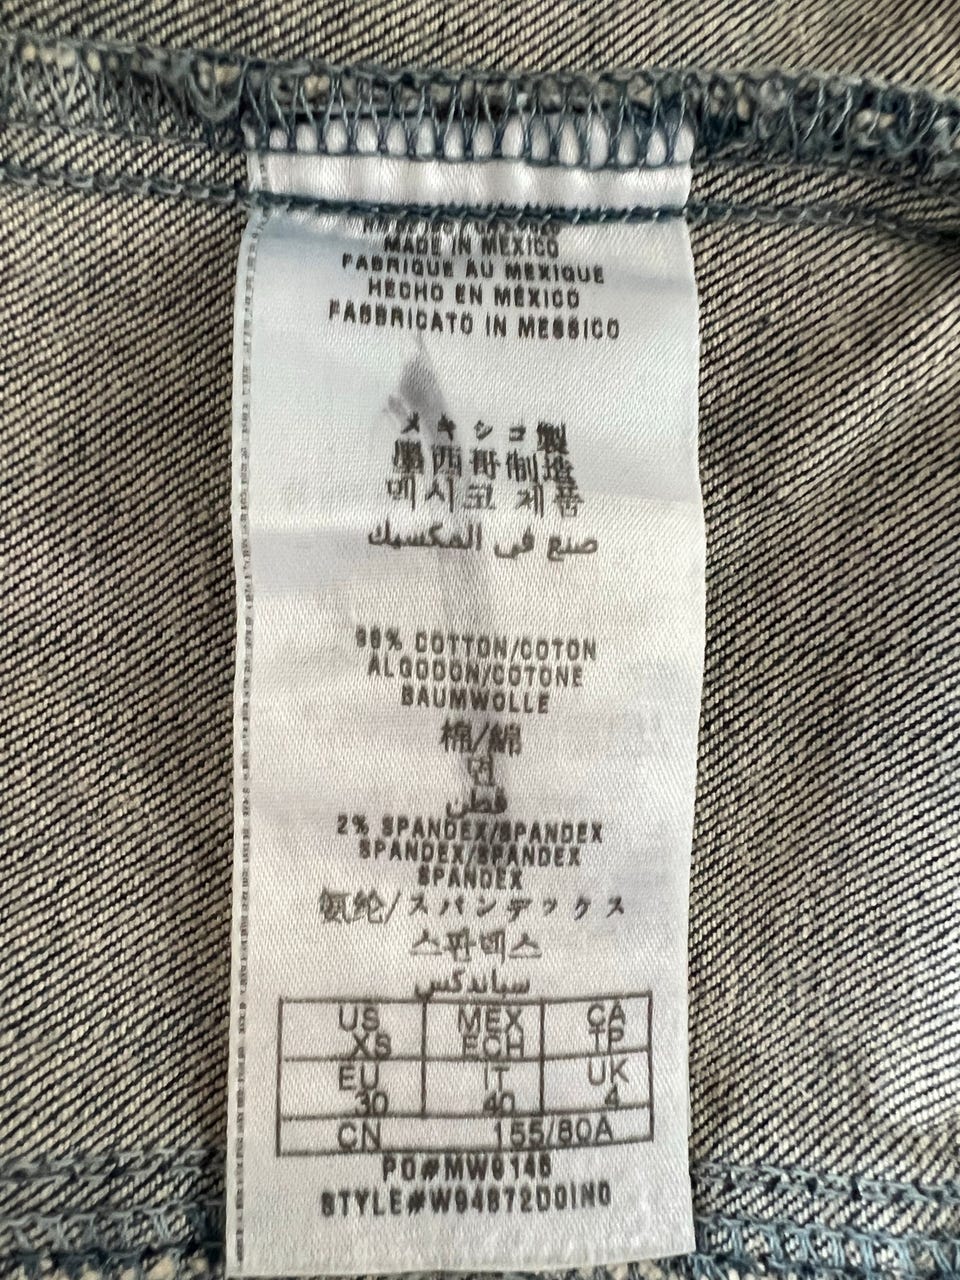 MADE IN MEXICO
FABRIQUE AU MEXIQUE
HECHO EN MÉXICO
FABBRICATO IN MESSICO
メキシコ製
墨西哥制造
멕시코 제품
صنع في المكسيك
98% COTTON/COTON
ALGODON/COTONE
BAUMWOLLE
棉/綿
면
قطن
2% SPANDEX/SPANDEX
SPANDEX/SPANDEX
SPANDEX
氨纶/スパンデックス
스판덱스
سباندكس
US MEX CA
XS ECH TP
EU IT UK
30 40 4
CN 155/80A